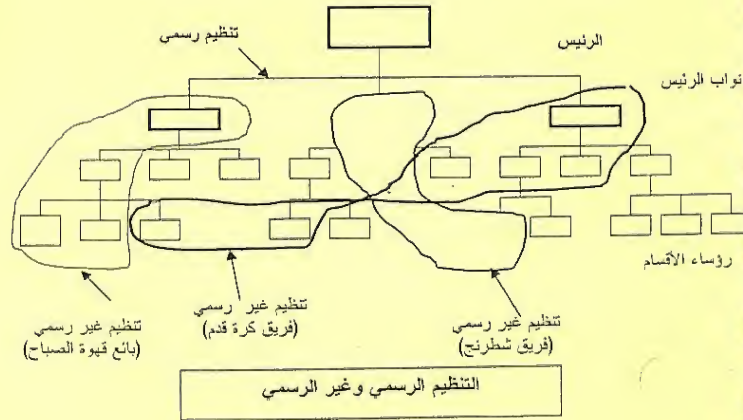 الرئيس
تنظيم رسمي
نواب الرئيس
رؤساء الأقسام
تنظيم غير رسمي
(فريق شطرنج)
تنظيم غير رسمي
(فريق كرة قدم)
تنظيم غير رسمي
(بائع قهوة الصباح)
التنظيم الرسمي وغير الرسمي